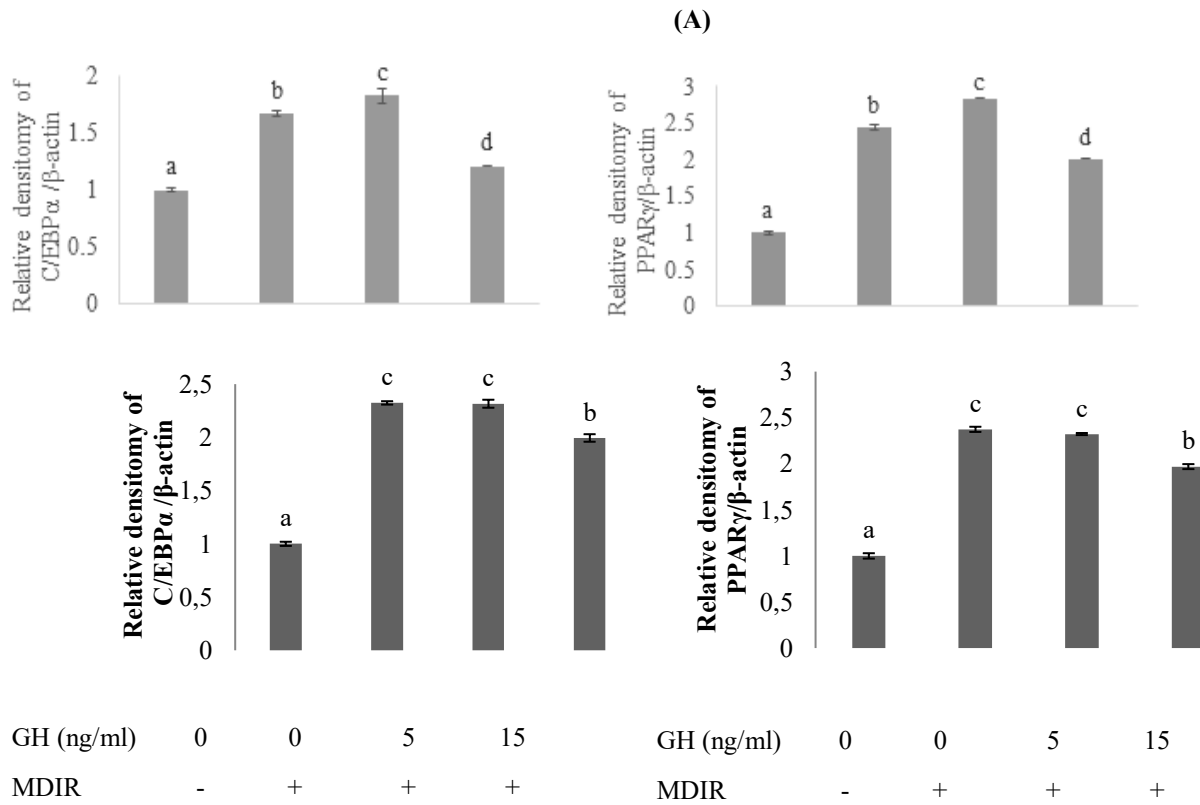 (A)
Relative densitomy of
C/EBPα /β-actin
2
1.5
1
0.5
0
a
b
c
d
Relative densitomy of
PPARγ/β-actin
3
2.5
2
1.5
1
0.5
0
a
b
c
d
Relative densitomy of
C/EBPα /β-actin
2,5
2
1,5
1
0,5
0
a
c
c
b
Relative densitomy of
PPARγ/β-actin
3
2,5
2
1,5
1
0,5
0
a
c
c
b
GH (ng/ml) 0 0 5 15
MDIR - + + +
GH (ng/ml) 0 0 5 15
MDIR - + + +